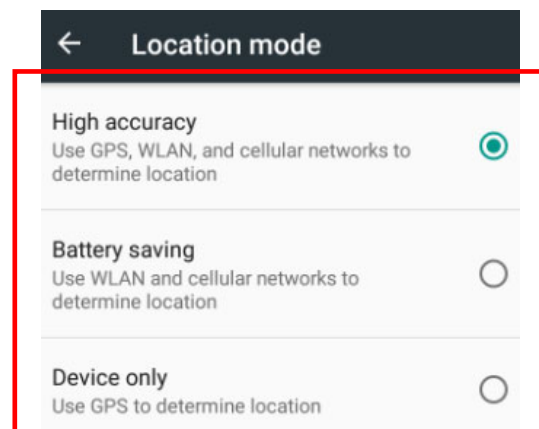 Location mode
High accuracy
Use GPS, WLAN, and cellular networks to
determine location
Battery saving
Use WLAN and cellular networks to
determine location
Device only
Use GPS to determine location